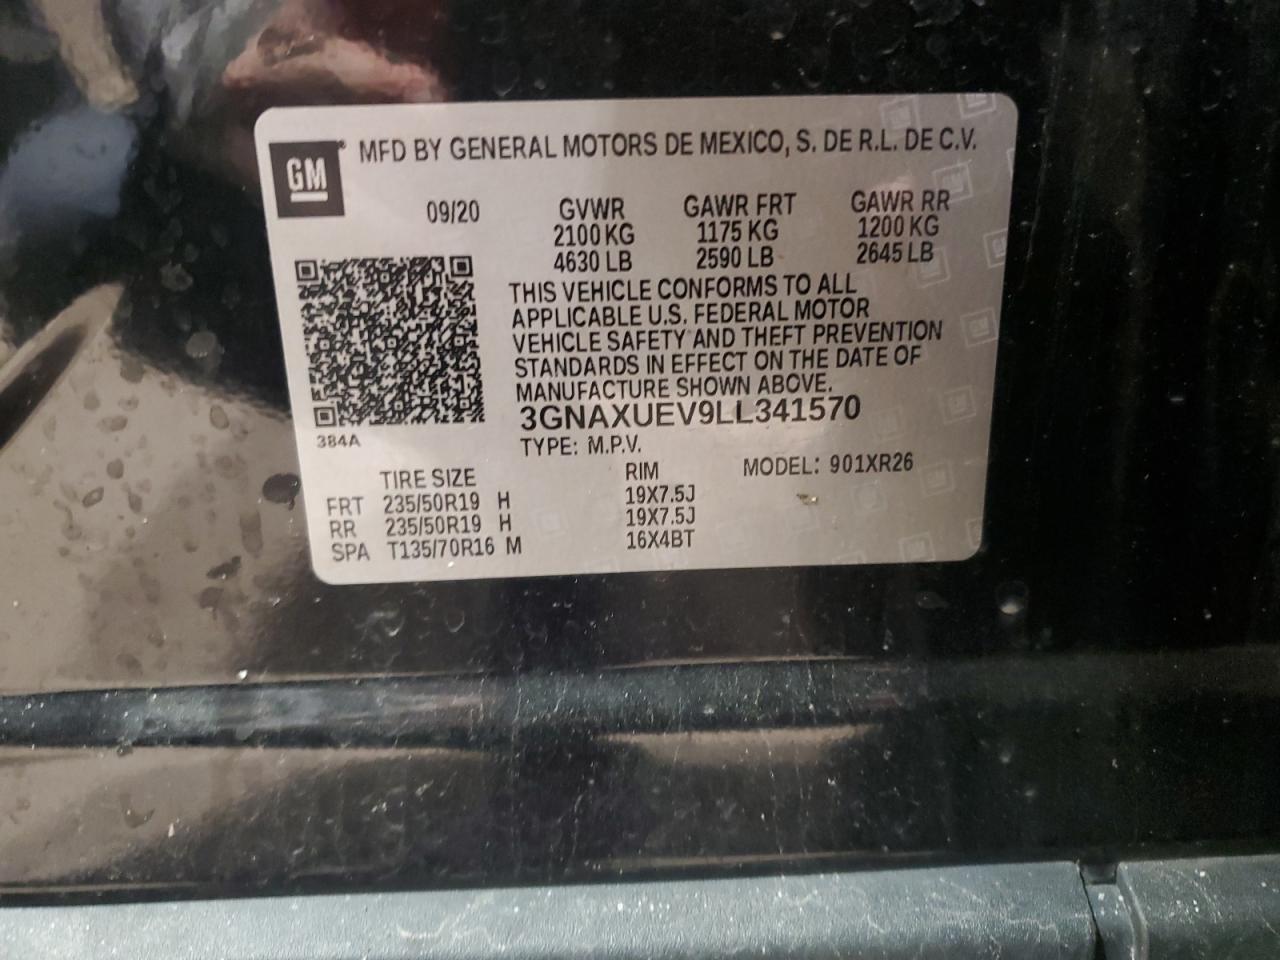 GM
MFD BY GENERAL MOTORS DE MEXICO, S. DE R.L. DE C.V.
09/20 GVWR GAWR FRT GAWR RR
2100 KG 1175 KG 1200 KG
4630 LB 2590 LB 2645 LB
THIS VEHICLE CONFORMS TO ALL
APPLICABLE U.S. FEDERAL MOTOR
VEHICLE SAFETY AND THEFT PREVENTION
STANDARDS IN EFFECT ON THE DATE OF
MANUFACTURE SHOWN ABOVE.
3GNAXUEV9LL341570
384A
TYPE: M.P.V.
TIRE SIZE RIM MODEL: 901XR26
FRT 235/50R19 H 19X7.5J
RR 235/50R19 H 19X7.5J
SPA T135/70R16 M 16X4BT